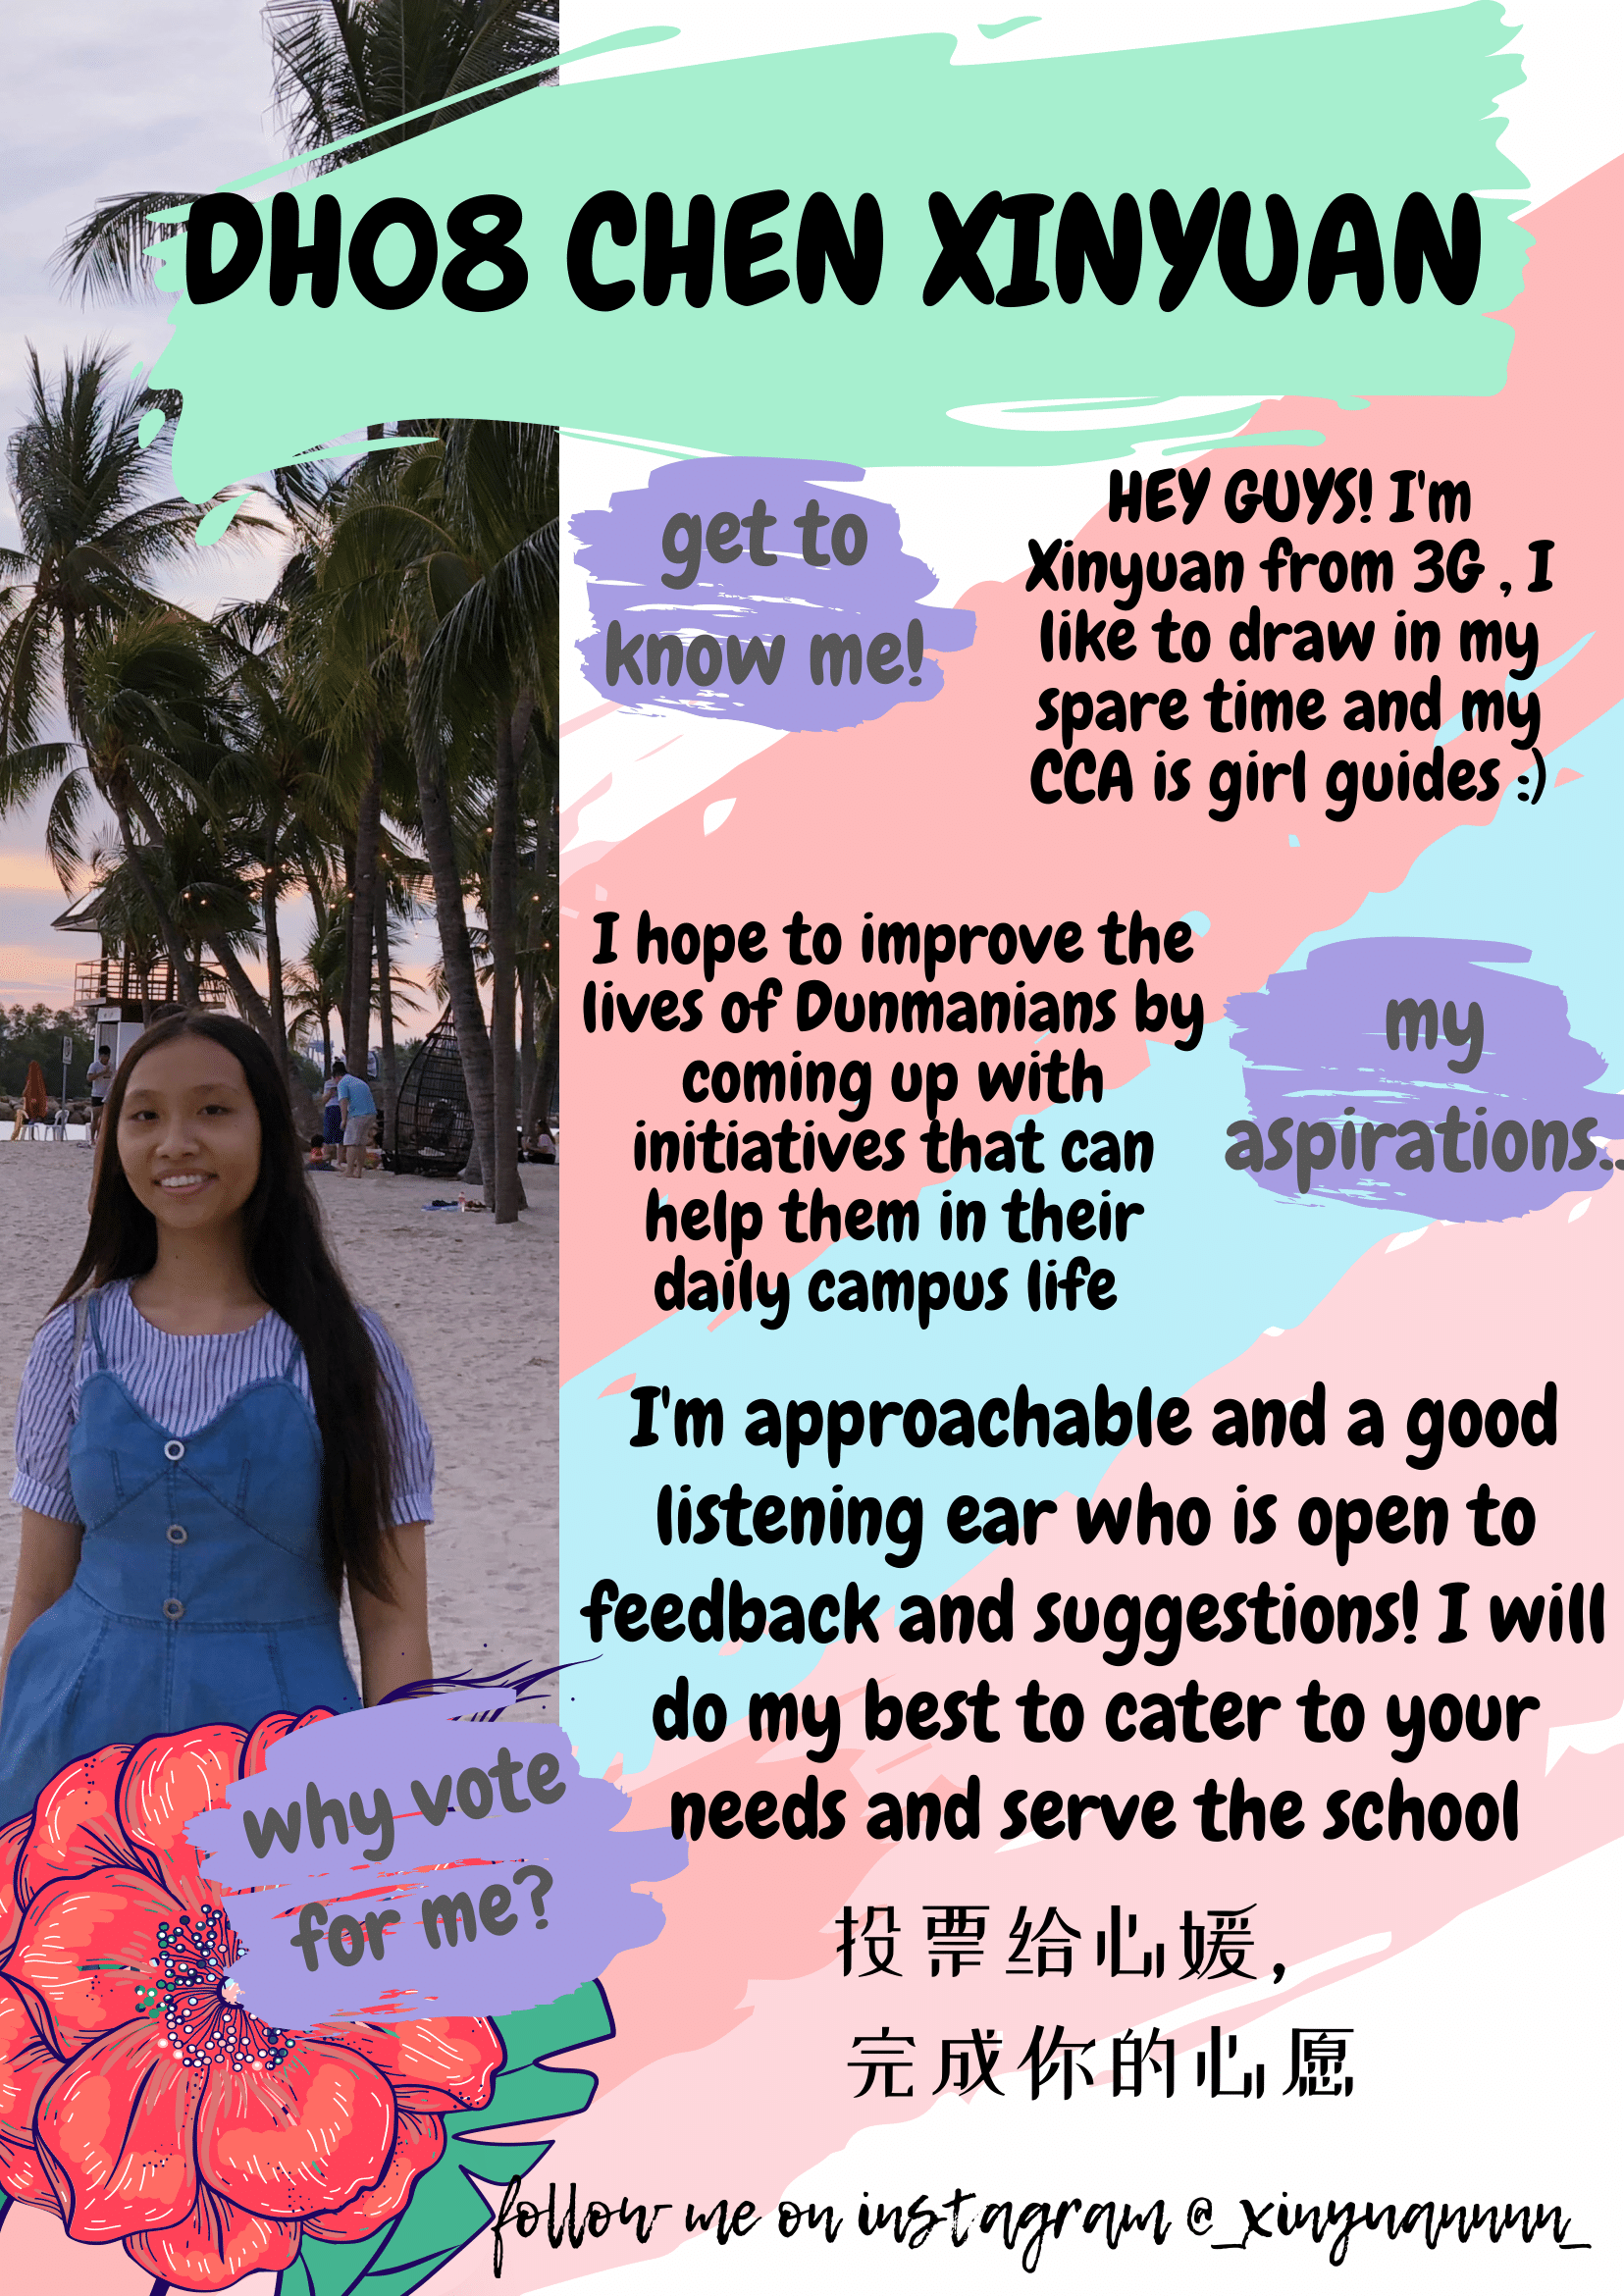 DH08 CHEN XINYUAN
get to
know me!
HEY GUYS! I'm
Xinyuan from 3G , I
like to draw in my
spare time and my
CCA is girl guides :)
my
aspirations..
I hope to improve the
lives of Dunmanians by
coming up with
initiatives that can
help them in their
daily campus life
why vote
for me?
I'm approachable and a good
listening ear who is open to
feedback and suggestions! I will
do my best to cater to your
needs and serve the school
投票给心媛,
完成你的心愿
follow me on instagram @_xinyuannnn_